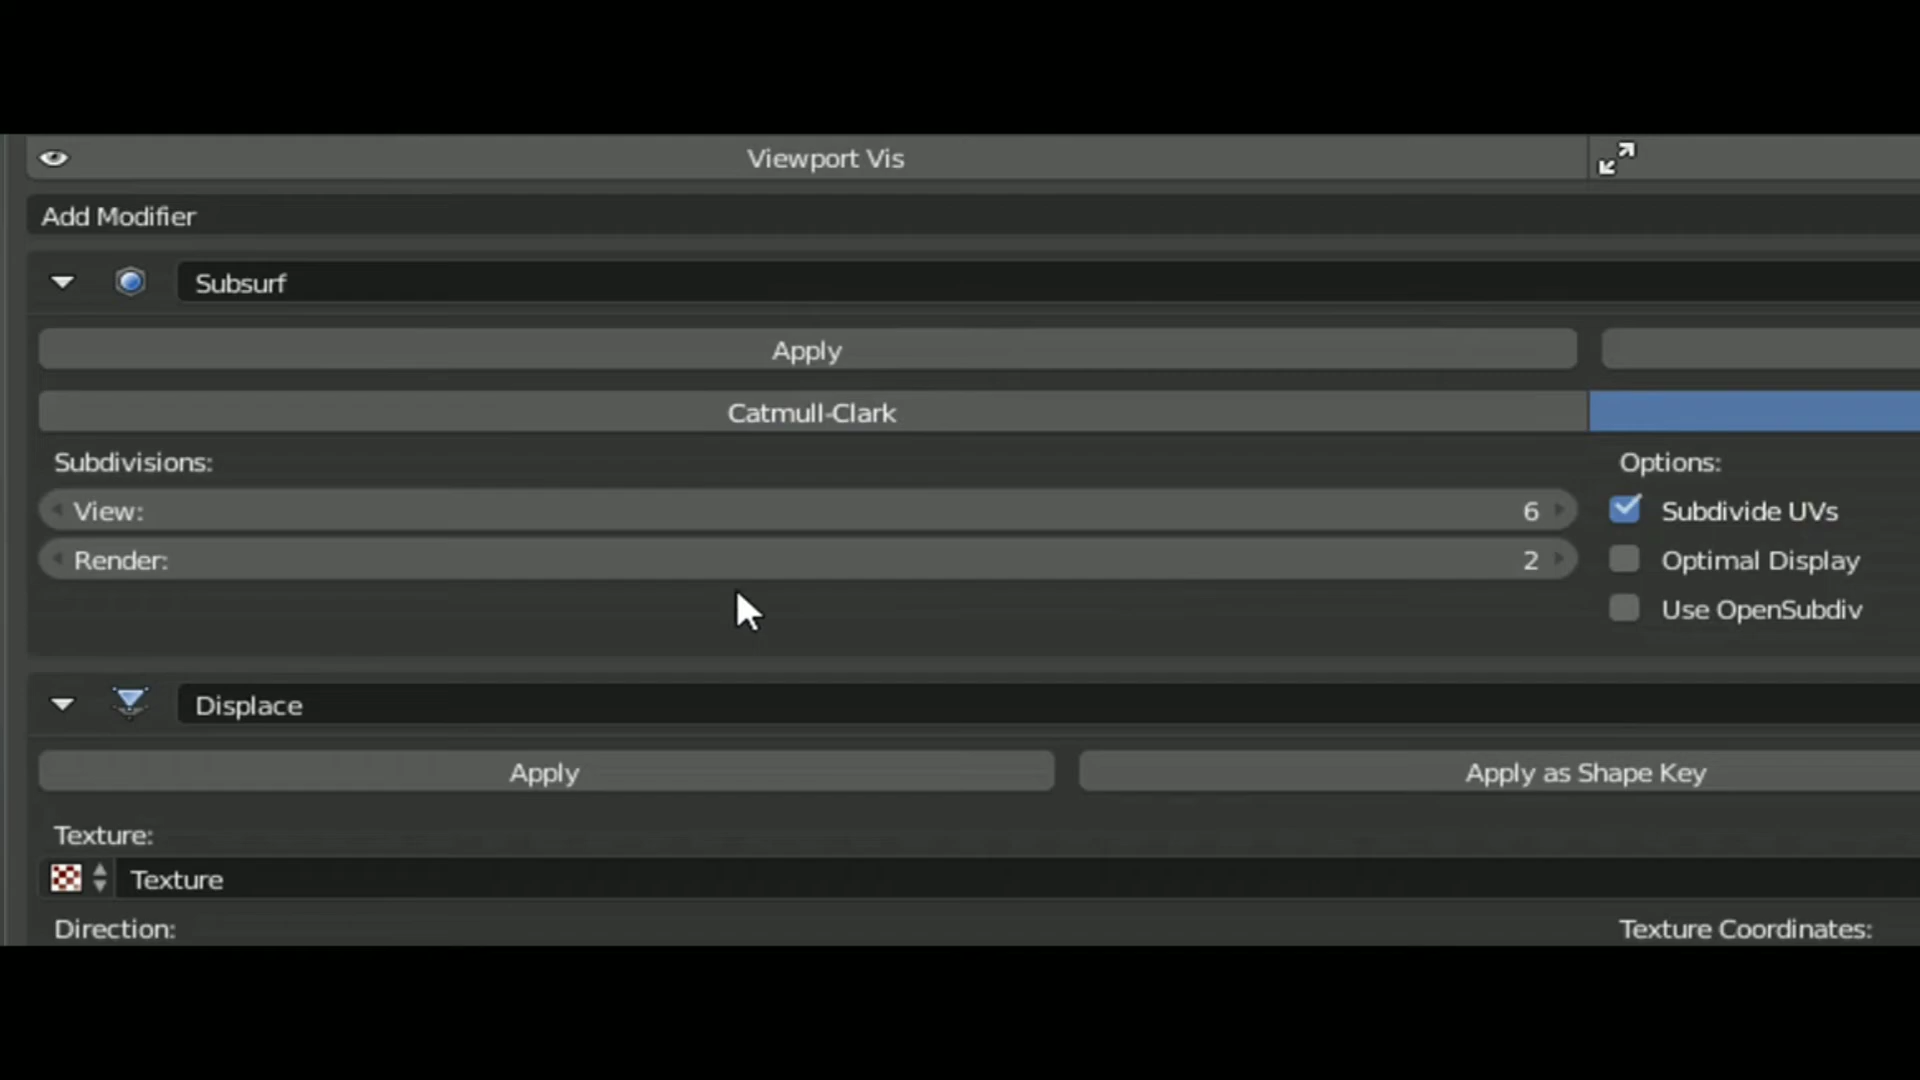 Viewport Vis
Add Modifier
Subsurf
Apply
Catmull-Clark
Subdivisions: Options:
View: 6 Subdivide UVs
Render: 2 Optimal Display
Use OpenSubdiv
Displace
Apply Apply as Shape Key
Texture:
Texture
Direction: Texture Coordinates: